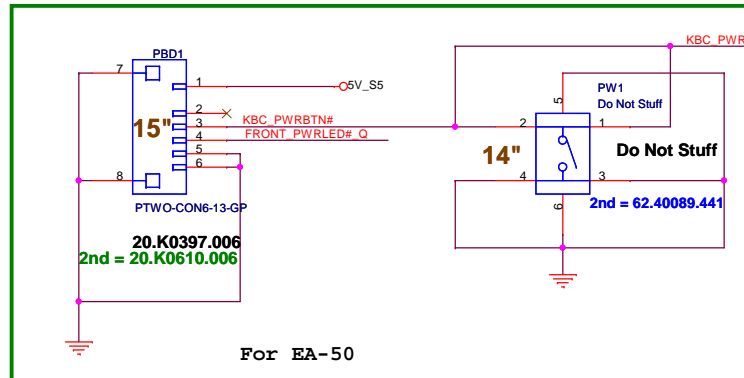 PBD1
KBC_PWR
7
1
5V_S5
5
PW1
Do Not Stuff
2
15"
3
KBC_PWRBTN#
2
1
4
FRONT_PWRLED#_Q
14"
Do Not Stuff
5
6
8
4
3
PTWO-CON6-13-GP
6
2nd = 62.40089.441
20.K0397.006
2nd = 20.K0610.006
For EA-50